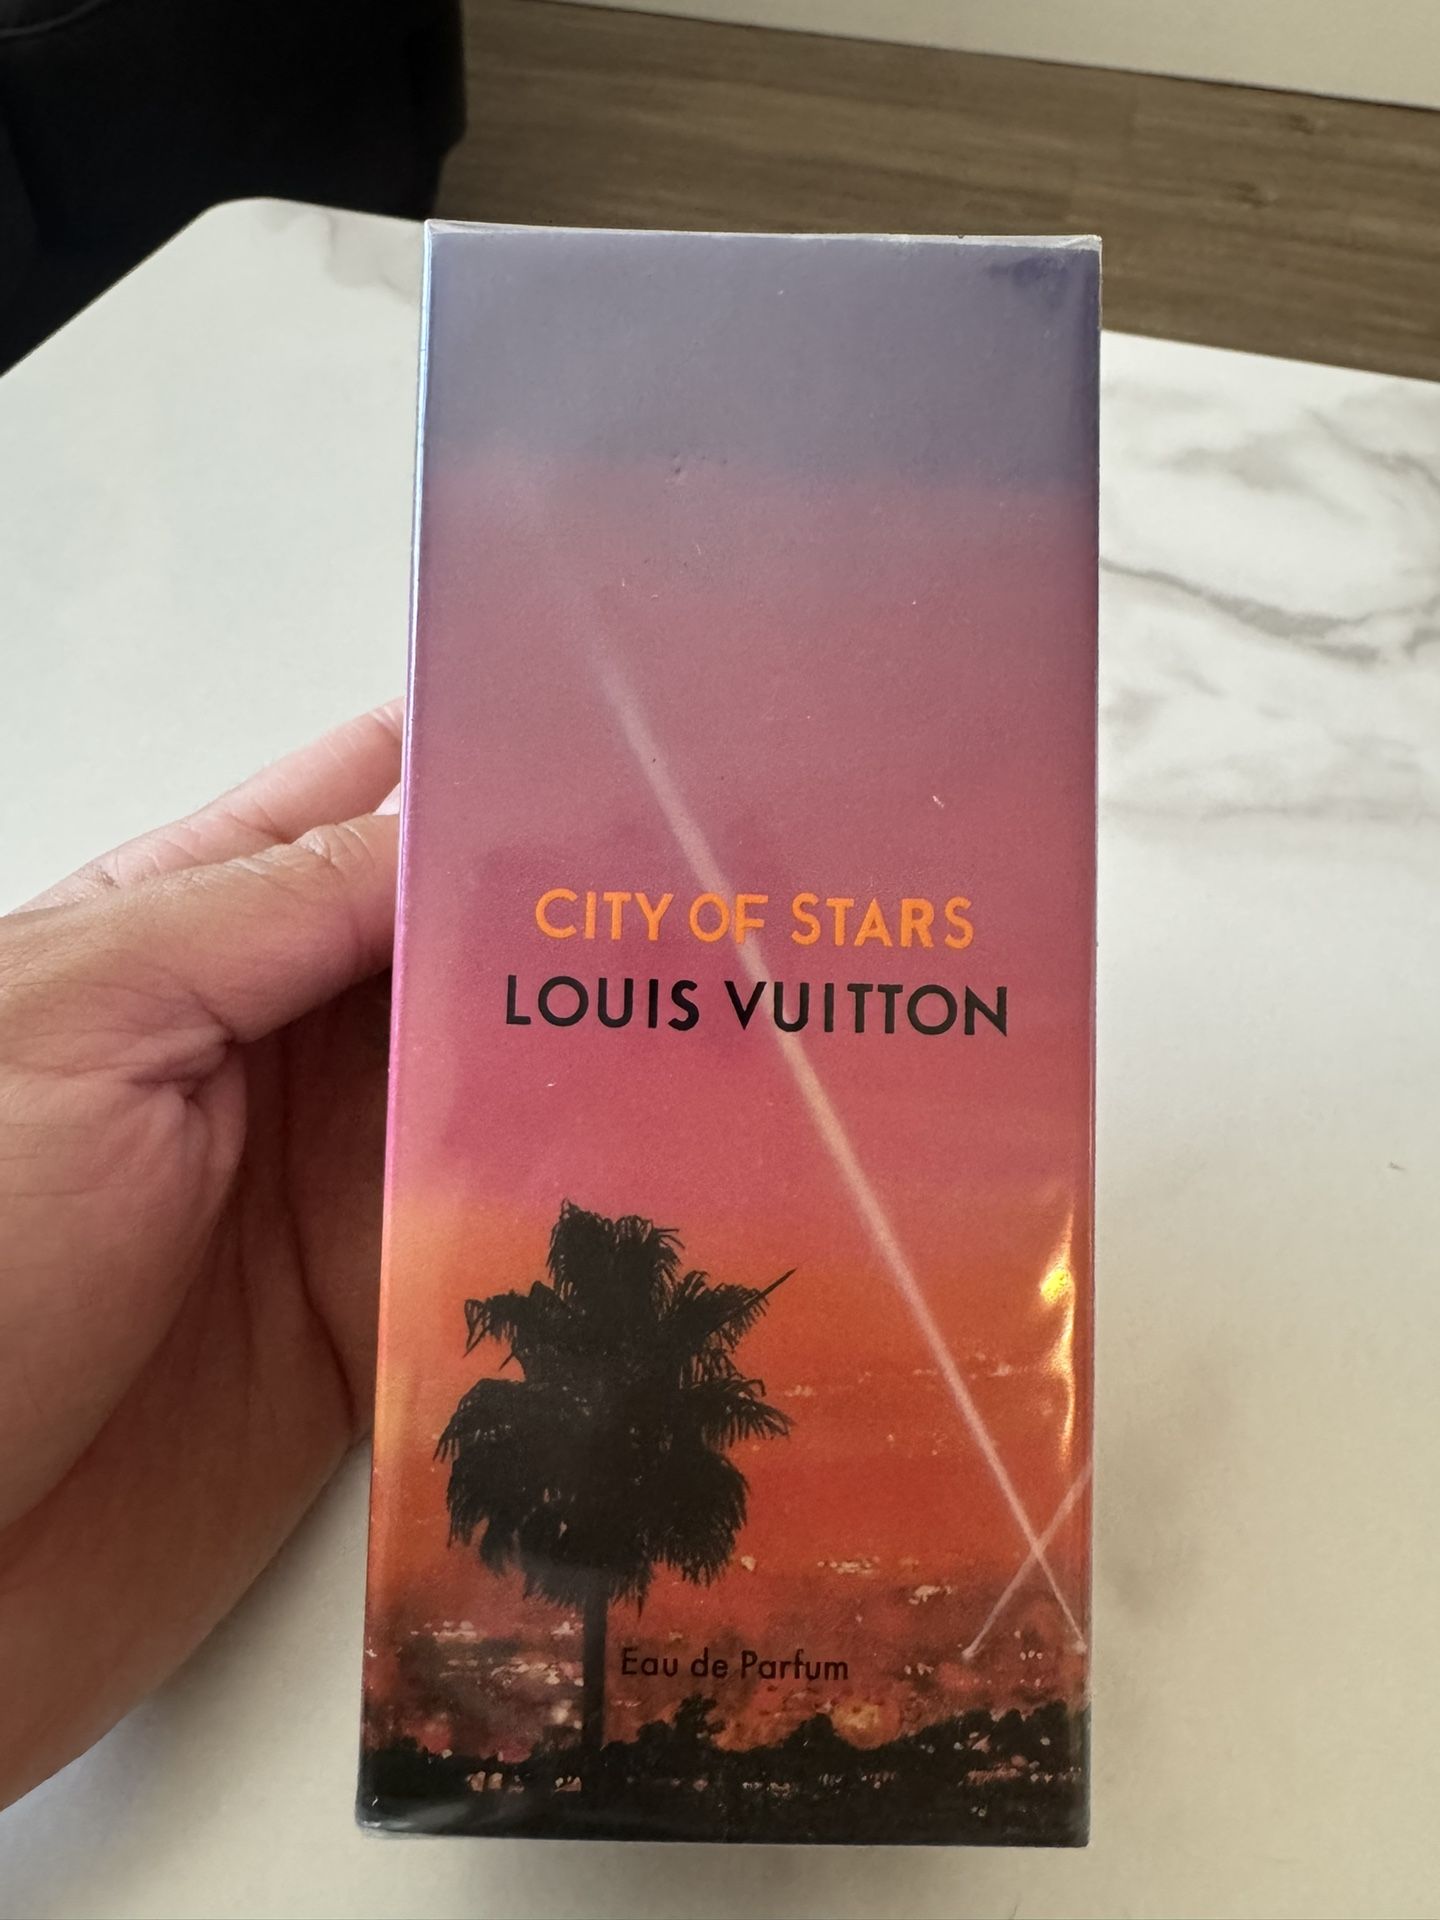 CITY OF STARS
LOUIS VUITTON
Eau de Parfum